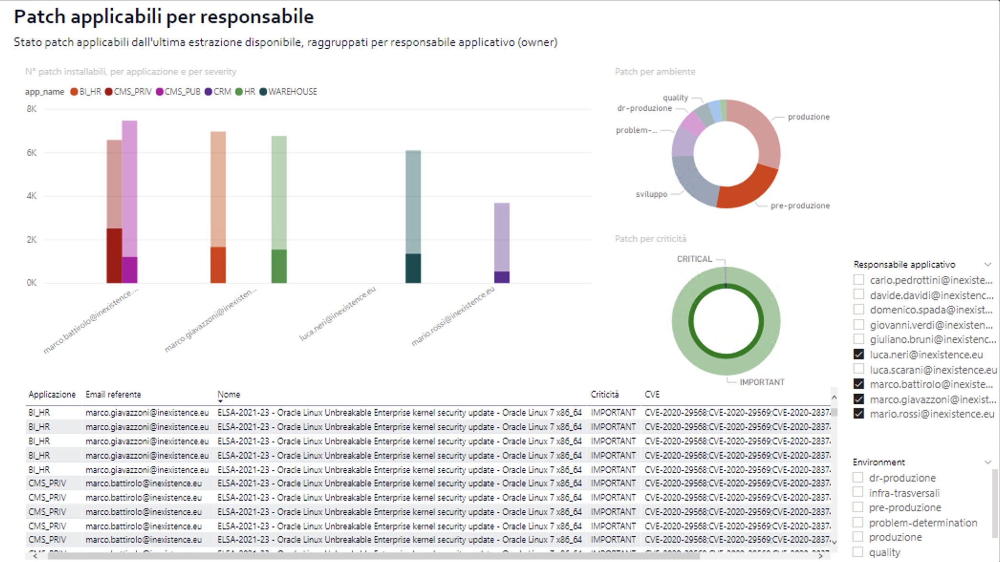 Patch applicabili per responsabile
Stato patch applicabili dall'ultima estrazione disponibile, raggruppati per responsabile applicativo (owner)
N° patch installabili, per applicazione e per severity
app_name BI_HR CMS_PRIV CMS_PUB CRM HR WAREHOUSE
8K
6K
4K
2K
0K
marco.battirolo@inexistence....
marco.giavazzoni@inexisten...
luca.neri@inexistence.eu
mario.rossi@inexistence.eu
Patch per ambiente
quality
dr-produzione
problem-...
sviluppo
produzione
pre-produzione
Patch per criticità
CRITICAL
IMPORTANT
Responsabile applicativo
carlo.pedrottini@inexiste...
davide.davidi@inexistenc...
domenico.spada@inexist...
giovanni.verdi@inexisten...
giuliano.bruni@inexistenc...
luca.neri@inexistence.eu
luca.scarani@inexistence.eu
marco.battirolo@inexiste...
marco.giavazzoni@inexist...
mario.rossi@inexistence.eu
Environment
dr-produzione
infra-trasversali
pre-produzione
problem-determination
produzione
quality
Applicazione Email referente Nome Criticità CVE
BI_HR marco.giavazzoni@inexistence.eu ELSA-2021-23 - Oracle Linux Unbreakable Enterprise kernel security update - Oracle Linux 7 x86_64 IMPORTANT CVE-2020-29568;CVE-2020-29569;CVE-2020-28374
BI_HR marco.giavazzoni@inexistence.eu ELSA-2021-23 - Oracle Linux Unbreakable Enterprise kernel security update - Oracle Linux 7 x86_64 IMPORTANT CVE-2020-29568;CVE-2020-29569;CVE-2020-28374
BI_HR marco.giavazzoni@inexistence.eu ELSA-2021-23 - Oracle Linux Unbreakable Enterprise kernel security update - Oracle Linux 7 x86_64 IMPORTANT CVE-2020-29568;CVE-2020-29569;CVE-2020-28374
BI_HR marco.giavazzoni@inexistence.eu ELSA-2021-23 - Oracle Linux Unbreakable Enterprise kernel security update - Oracle Linux 7 x86_64 IMPORTANT CVE-2020-29568;CVE-2020-29569;CVE-2020-28374
BI_HR marco.giavazzoni@inexistence.eu ELSA-2021-23 - Oracle Linux Unbreakable Enterprise kernel security update - Oracle Linux 7 x86_64 IMPORTANT CVE-2020-29568;CVE-2020-29569;CVE-2020-28374
CMS_PRIV marco.battirolo@inexistence.eu ELSA-2021-23 - Oracle Linux Unbreakable Enterprise kernel security update - Oracle Linux 7 x86_64 IMPORTANT CVE-2020-29568;CVE-2020-29569;CVE-2020-28374
CMS_PRIV marco.battirolo@inexistence.eu ELSA-2021-23 - Oracle Linux Unbreakable Enterprise kernel security update - Oracle Linux 7 x86_64 IMPORTANT CVE-2020-29568;CVE-2020-29569;CVE-2020-28374
CMS_PRIV marco.battirolo@inexistence.eu ELSA-2021-23 - Oracle Linux Unbreakable Enterprise kernel security update - Oracle Linux 7 x86_64 IMPORTANT CVE-2020-29568;CVE-2020-29569;CVE-2020-28374
CMS_PRIV marco.battirolo@inexistence.eu ELSA-2021-23 - Oracle Linux Unbreakable Enterprise kernel security update - Oracle Linux 7 x86_64 IMPORTANT CVE-2020-29568;CVE-2020-29569;CVE-2020-28374
CMS_PRIV marco.battirolo@inexistence.eu ELSA-2021-23 - Oracle Linux Unbreakable Enterprise kernel security update - Oracle Linux 7 x86_64 IMPORTANT CVE-2020-29568;CVE-2020-29569;CVE-2020-28374